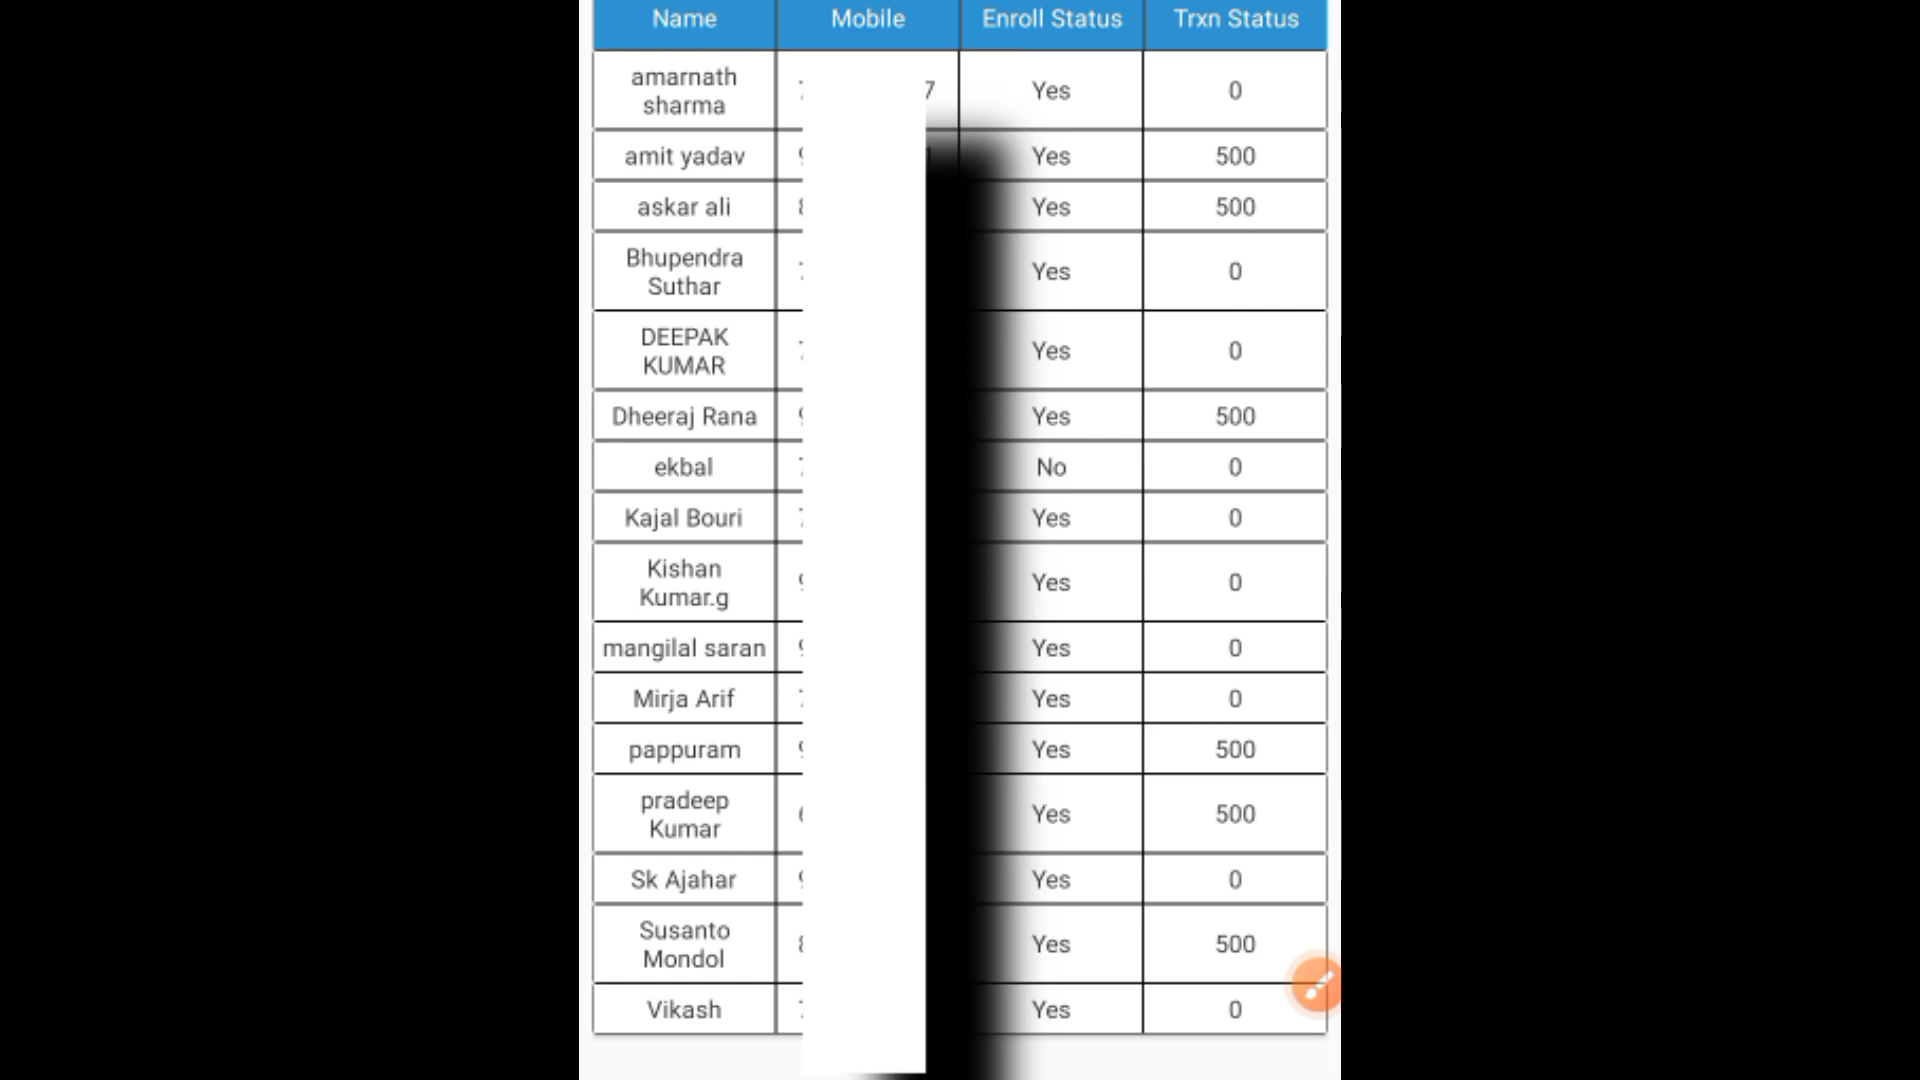 Name Mobile Enroll Status Trxn Status
amarnath
sharma 7 Yes 0
amit yadav 9 1 Yes 500
askar ali 8 Yes 500
Bhupendra
Suthar Yes 0
DEEPAK
KUMAR Yes 0
Dheeraj Rana 9 Yes 500
ekbal No 0
Kajal Bouri Yes 0
Kishan
Kumar.g 9 Yes 0
mangilal saran 9 Yes 0
Mirja Arif Yes 0
pappuram 9 Yes 500
pradeep
Kumar 6 Yes 500
Sk Ajahar 9 Yes 0
Susanto
Mondol 8 Yes 500
Vikash Yes 0